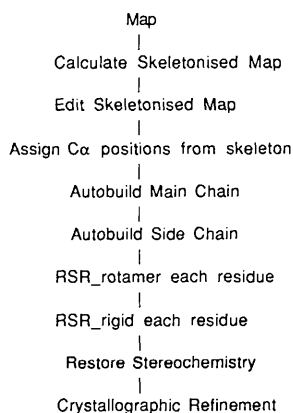 Map
Calculate Skeletonised Map
Edit Skeletonised Map
Assign Cα positions from skeleton
Autobuild Main Chain
Autobuild Side Chain
RSR_rotamer each residue
RSR_rigid each residue
Restore Stereochemistry
Crystallographic Refinement